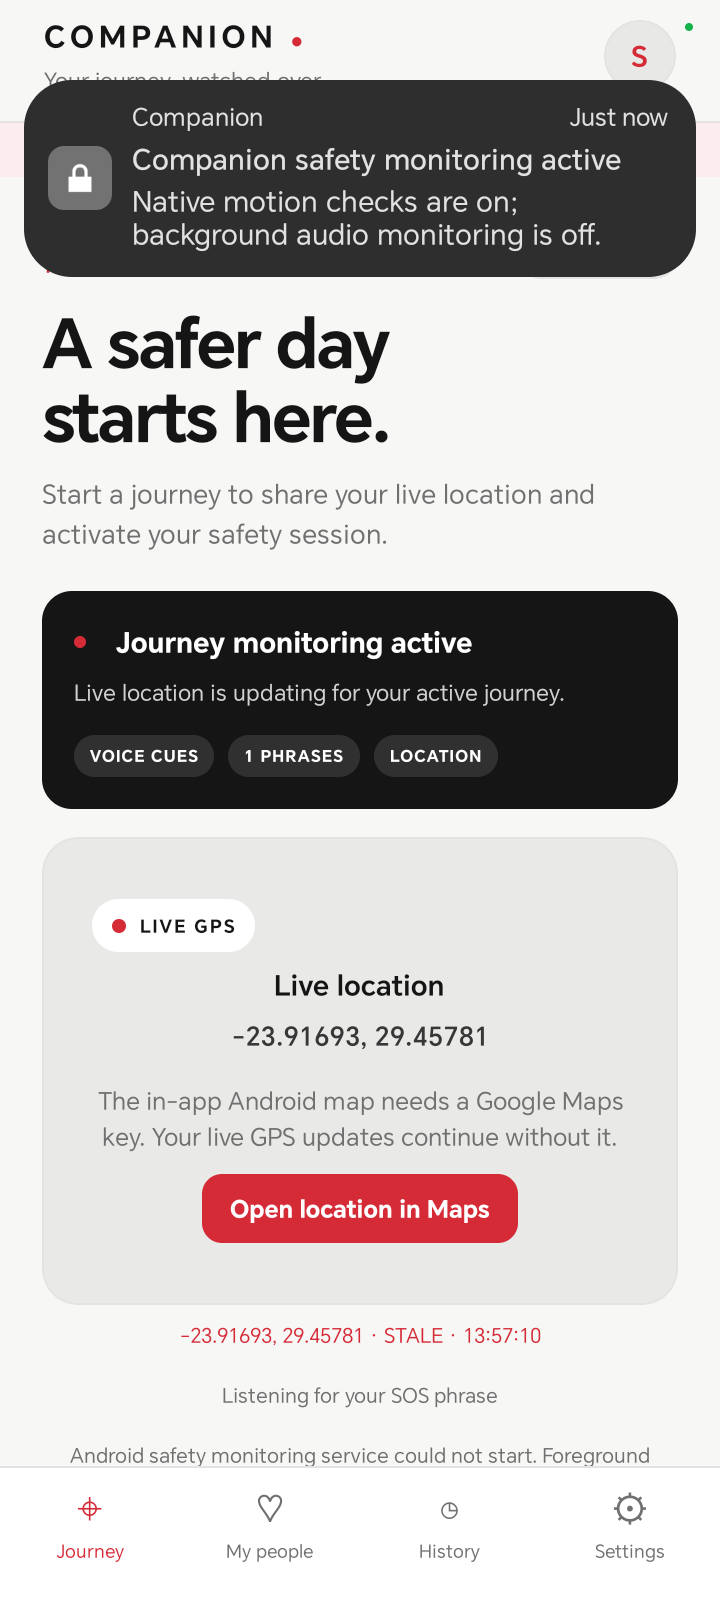 COMPANION
S
Your journey, watched over
Companion
Just now
Companion safety monitoring active
Native motion checks are on;
background audio monitoring is off.
A safer day
starts here.
Start a journey to share your live location and
activate your safety session.
Journey monitoring active
Live location is updating for your active journey.
VOICE CUES
1 PHRASES
LOCATION
LIVE GPS
Live location
-23.91693, 29.45781
The in-app Android map needs a Google Maps
key. Your live GPS updates continue without it.
Open location in Maps
-23.91693, 29.45781 · STALE · 13:57:10
Listening for your SOS phrase
Android safety monitoring service could not start. Foreground
Journey
My people
History
Settings